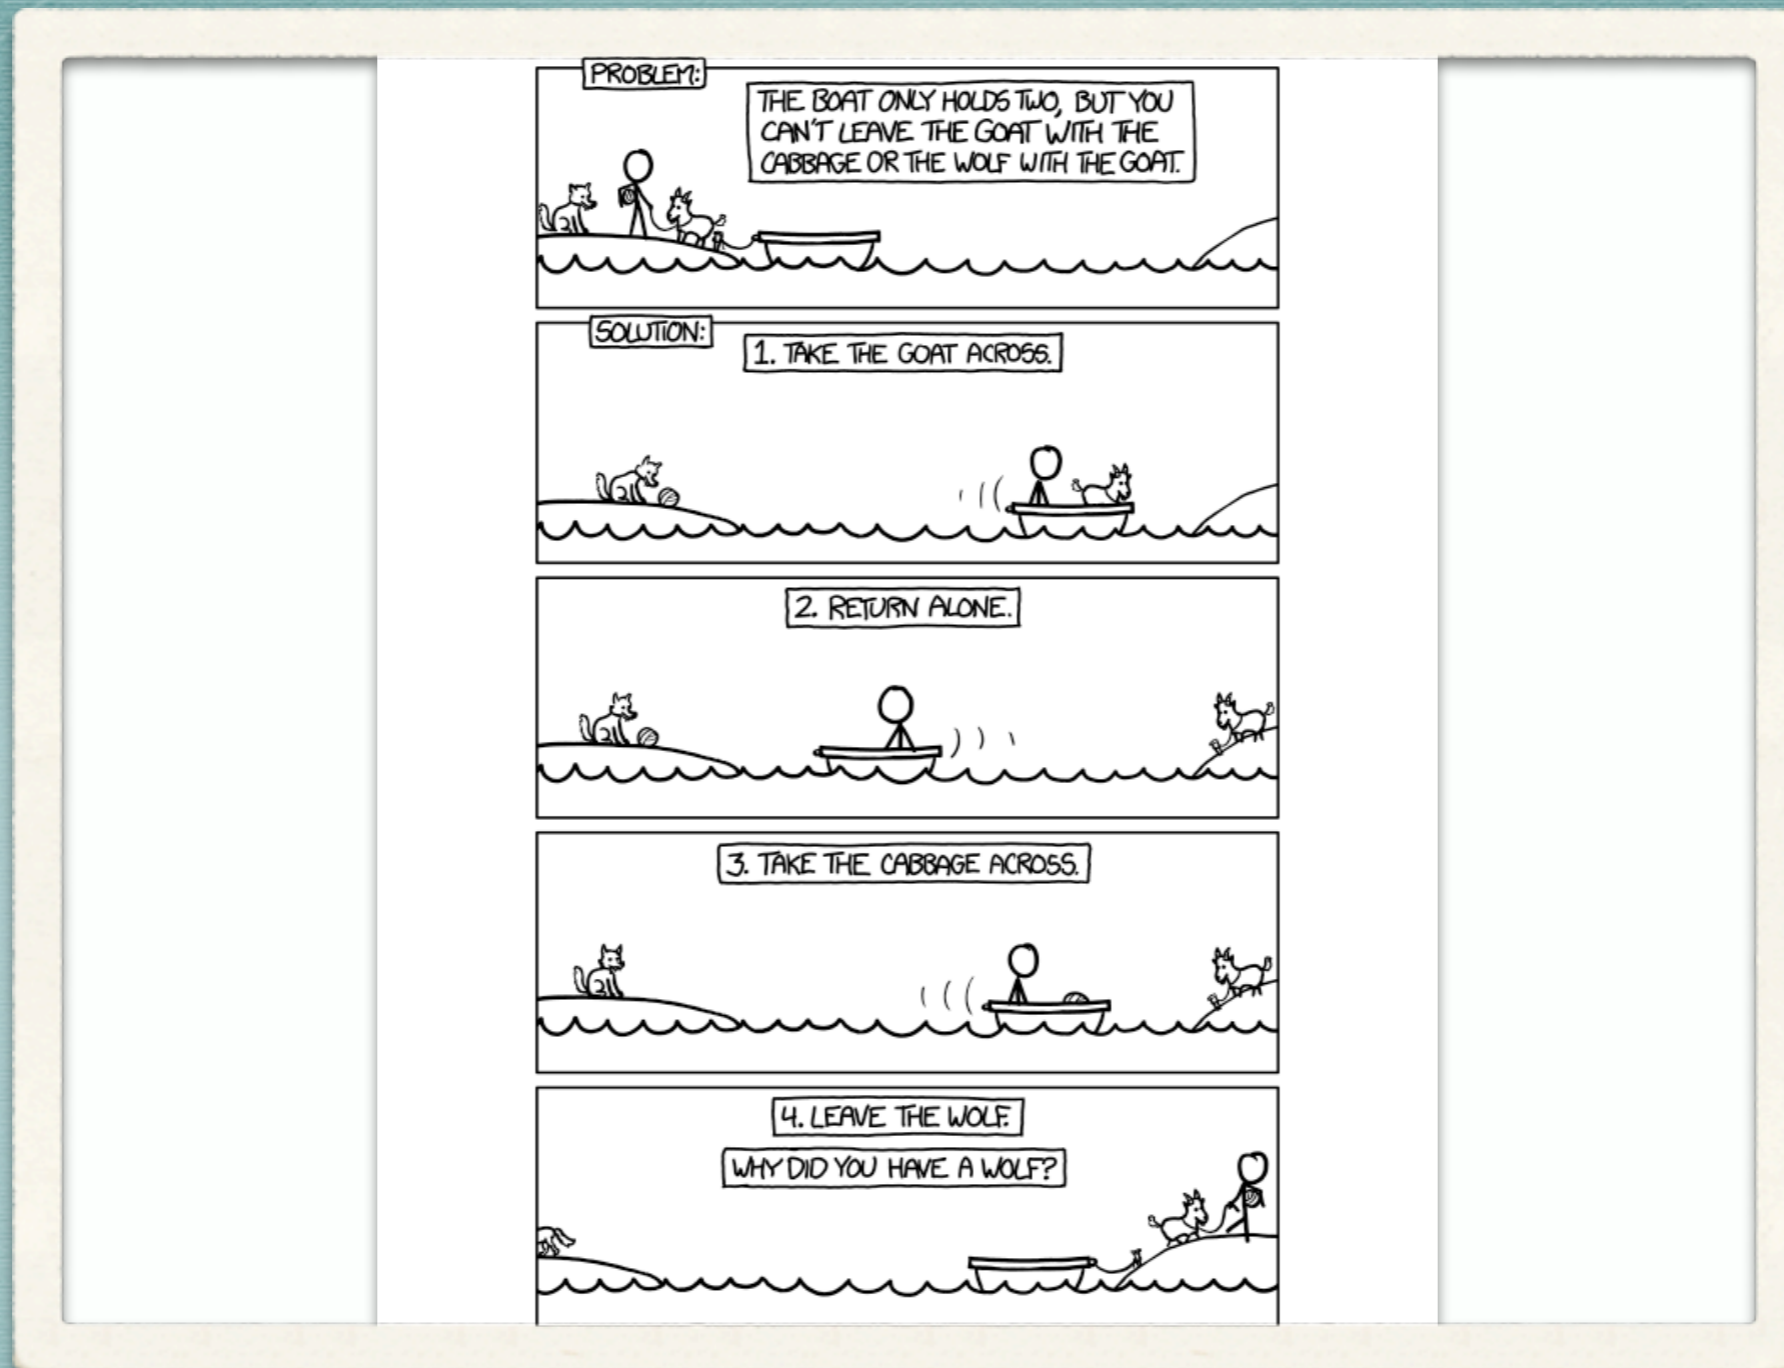 PROBLEM:
THE BOAT ONLY HOLDS TWO, BUT YOU
CAN'T LEAVE THE GOAT WITH THE
CABBAGE OR THE WOLF WITH THE GOAT.
SOLUTION:
1. TAKE THE GOAT ACROSS.
2. RETURN ALONE.
3. TAKE THE CABBAGE ACROSS.
4. LEAVE THE WOLF.
WHY DID YOU HAVE A WOLF?